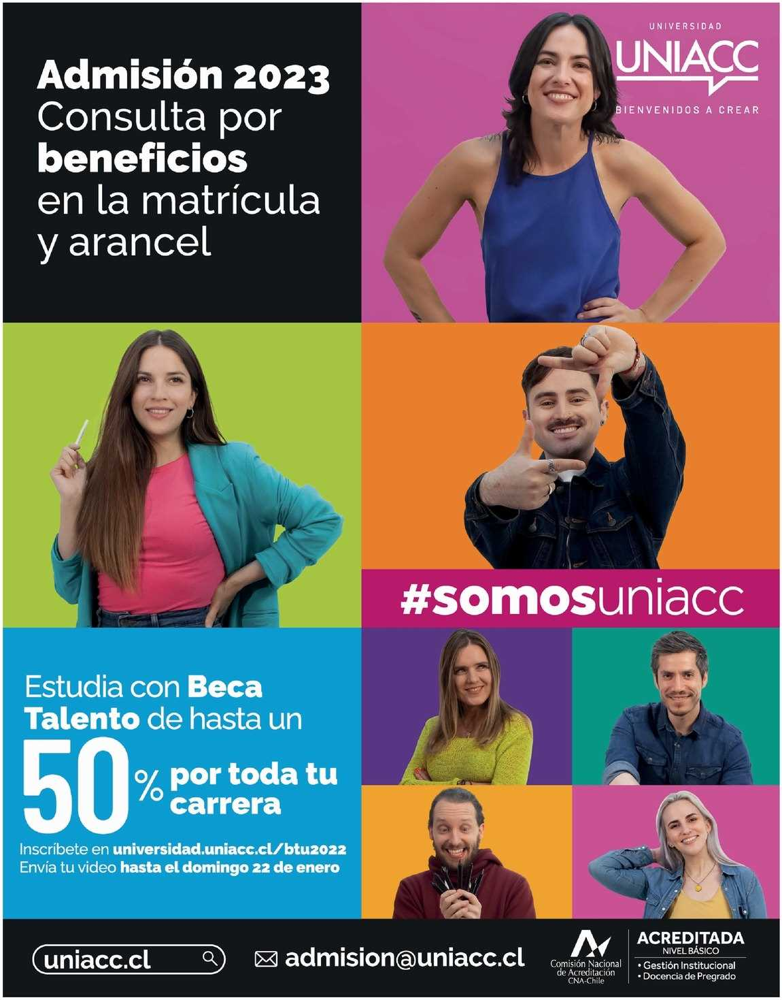 Admisión 2023
Consulta por
beneficios
en la matrícula
y arancel
UNIVERSIDAD
UNIACC
BIENVENIDOS A CREAR
#somosuniacc
Estudia con Beca
Talento de hasta un
50% por toda tu
carrera
Inscríbete en universidad.uniacc.cl/btu2022
Envía tu video hasta el domingo 22 de enero
uniacc.cl
admision@uniacc.cl
Comisión Nacional
de Acreditación
CNA-Chile
ACREDITADA
NIVEL BÁSICO
• Gestión Institucional
• Docencia de Pregrado